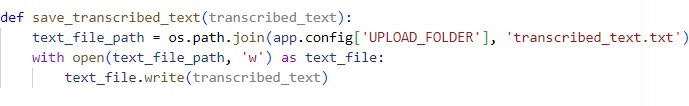 def save_transcribed_text(transcribed_text):
    text_file_path = os.path.join(app.config['UPLOAD_FOLDER'], 'transcribed_text.txt')
    with open(text_file_path, 'w') as text_file:
        text_file.write(transcribed_text)